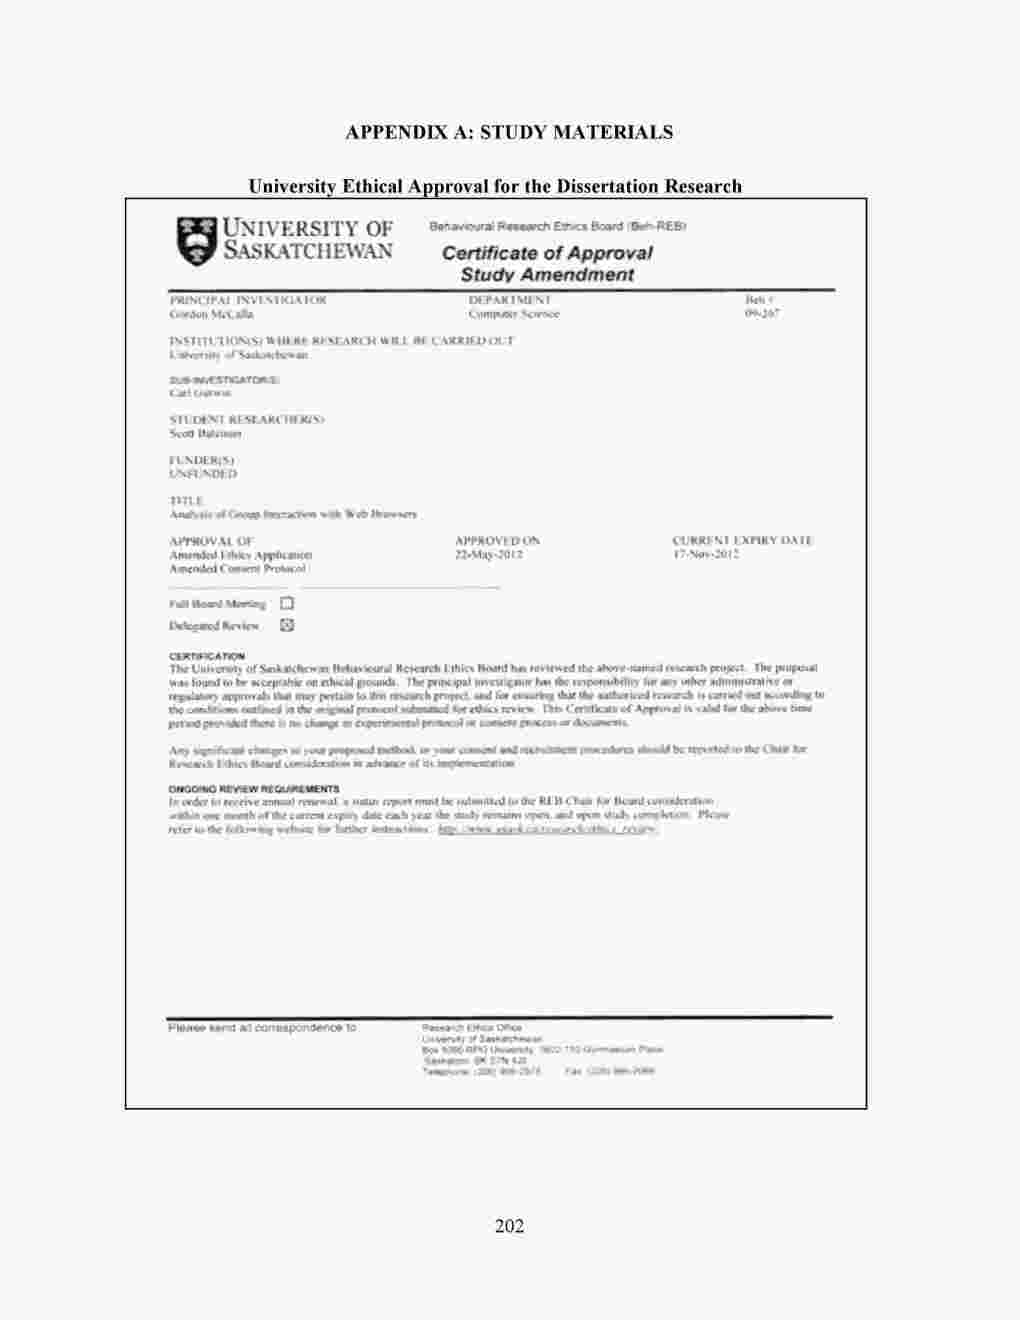 APPENDIX A: STUDY MATERIALS
University Ethical Approval for the Dissertation Research
UNIVERSITY OF
SASKATCHEWAN
Behavioural Research Ethics Board (Beh-REB)
Certificate of Approval
Study Amendment
PRINCIPAL INVESTIGATOR DEPARTMENT Beh #
Gordon McCalla Computer Science 09-267
INSTITUTION(S) WHERE RESEARCH WILL BE CARRIED OUT
University of Saskatchewan
SUB-INVESTIGATOR(S)
Carl
STUDENT RESEARCHER(S)
Scott
FUNDER(S)
UNFUNDED
TITLE
Analysis of Group Interaction with Web Browsers
APPROVAL OF APPROVED ON CURRENT EXPIRY DATE
Amended Ethics Application 22-May-2012 17-Nov-2012
Amended Consent Protocol
Full Board Meeting
Delegated Review
CERTIFICATION
The University of Saskatchewan Behavioural Research Ethics Board has reviewed the above-named research project. The proposal
was found to be acceptable on ethical grounds. The principal investigator has the responsibility for any other administrative or
regulatory approvals that may pertain to this research project, and for ensuring that the authorized research is carried out according to
the conditions outlined in the original protocol submitted for ethics review. This Certificate of Approval is valid for the above time
period provided there is no change in experimental protocol or consent process or documents.
Any significant changes to your proposed method, or your consent and recruitment procedures should be reported to the Chair for
Research Ethics Board consideration in advance of its implementation.
ONGOING REVIEW REQUIREMENTS
In order to receive annual renewal, a status report must be submitted to the REB Chair for Board consideration
within one month of the current expiry date each year the study remains open, and upon study completion. Please
refer to the following website for further instructions:
Please send all correspondence to
Research Ethics Office
University of Saskatchewan
Saskatoon SK
Telephone: Fax:
202